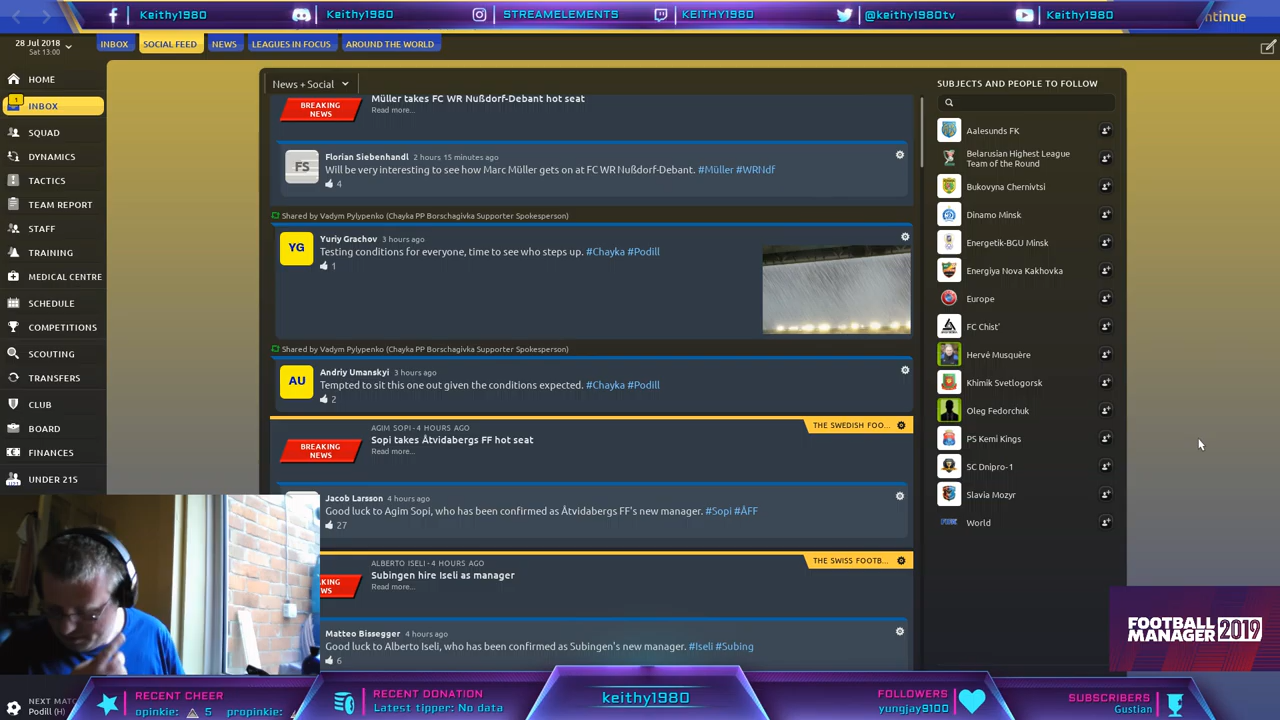 Keithy1980
Keithy1980
STREAMELEMENTS
KEITHY1980
@keithy1980tv
Keithy1980
ntinue
28 Jul 2018
Sat 13:00
INBOX
SOCIAL FEED
NEWS
LEAGUES IN FOCUS
AROUND THE WORLD
HOME
1
INBOX
SQUAD
DYNAMICS
TACTICS
TEAM REPORT
STAFF
TRAINING
MEDICAL CENTRE
SCHEDULE
COMPETITIONS
SCOUTING
TRANSFERS
CLUB
BOARD
FINANCES
UNDER 21S
News + Social
BREAKING
NEWS
Müller takes FC WR Nußdorf-Debant hot seat
Read more...
FS
Florian Siebenhandl 2 hours 15 minutes ago
Will be very interesting to see how Marc Müller gets on at FC WR Nußdorf-Debant. #Müller #WRNdf
4
Shared by Vadym Pylypenko (Chayka PP Borschagivka Supporter Spokesperson)
YG
Yuriy Grachov 3 hours ago
Testing conditions for everyone, time to see who steps up. #Chayka #Podill
1
Shared by Vadym Pylypenko (Chayka PP Borschagivka Supporter Spokesperson)
AU
Andriy Umanskyi 3 hours ago
Tempted to sit this one out given the conditions expected. #Chayka #Podill
2
AGIM SOPI - 4 HOURS AGO
THE SWEDISH FOO...
BREAKING
NEWS
Sopi takes Åtvidabergs FF hot seat
Read more...
Jacob Larsson 4 hours ago
Good luck to Agim Sopi, who has been confirmed as Åtvidabergs FF's new manager. #Sopi #ÅFF
27
ALBERTO ISELI - 4 HOURS AGO
THE SWISS FOOTB...
KING
WS
Subingen hire Iseli as manager
Read more...
Matteo Bissegger 4 hours ago
Good luck to Alberto Iseli, who has been confirmed as Subingen's new manager. #Iseli #Subing
6
SUBJECTS AND PEOPLE TO FOLLOW
Aalesunds FK
Belarusian Highest League
Team of the Round
Bukovyna Chernivtsi
Dinamo Minsk
Energetik-BGU Minsk
Energiya Nova Kakhovka
Europe
FC Chist'
Hervé Musquère
Khimik Svetlogorsk
Oleg Fedorchuk
PS Kemi Kings
SC Dnipro-1
Slavia Mozyr
World
FOOTBALL
MANAGER 2019
NEXT MATC
Podill (H)
RECENT CHEER
opinkie: 5 propinkie:
RECENT DONATION
Latest tipper: No data
keithy1980
FOLLOWERS
yungjay9100
SUBSCRIBERS
Gustian